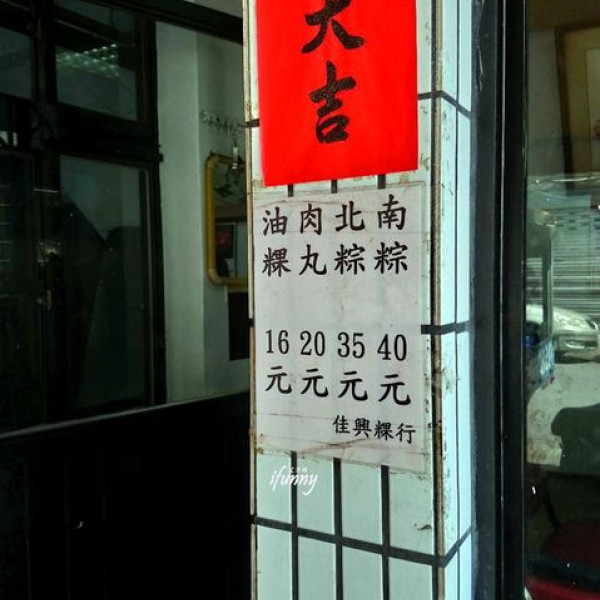 大吉
南粽 40元
北粽 35元
肉丸 20元
油粿 16元
佳興粿行
ifunny